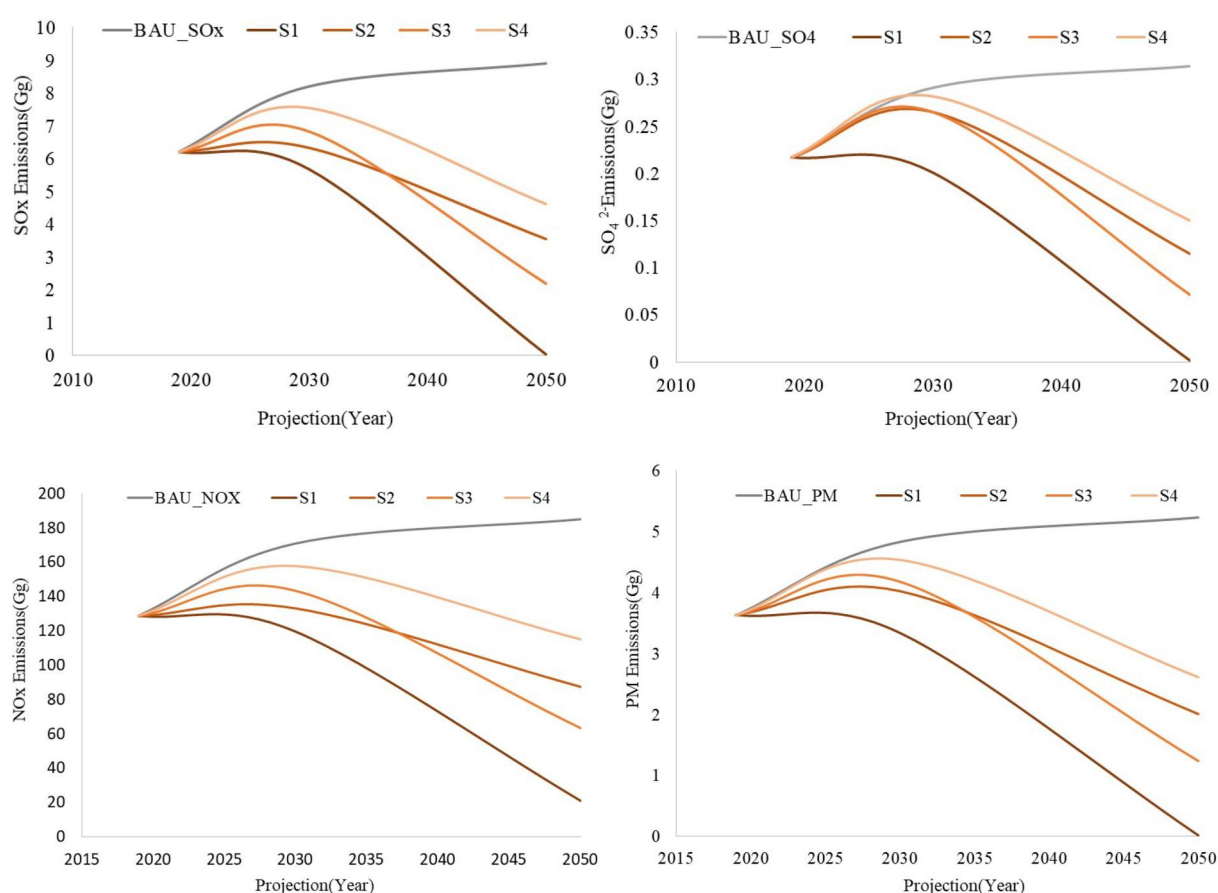 BAU_SOx S1 S2 S3 S4
SOx Emissions(Gg)
10
9
8
7
6
5
4
3
2
1
0
2010 2020 2030 2040 2050
Projection(Year)
BAU_SO4 S1 S2 S3 S4
SO₄ ²⁻Emissions(Gg)
0.35
0.3
0.25
0.2
0.15
0.1
0.05
0
2010 2020 2030 2040 2050
Projection(Year)
BAU_NOX S1 S2 S3 S4
NOx Emissions(Gg)
200
180
160
140
120
100
80
60
40
20
0
2015 2020 2025 2030 2035 2040 2045 2050
Projection(Year)
BAU_PM S1 S2 S3 S4
PM Emissions(Gg)
6
5
4
3
2
1
0
2015 2020 2025 2030 2035 2040 2045 2050
Projection(Year)